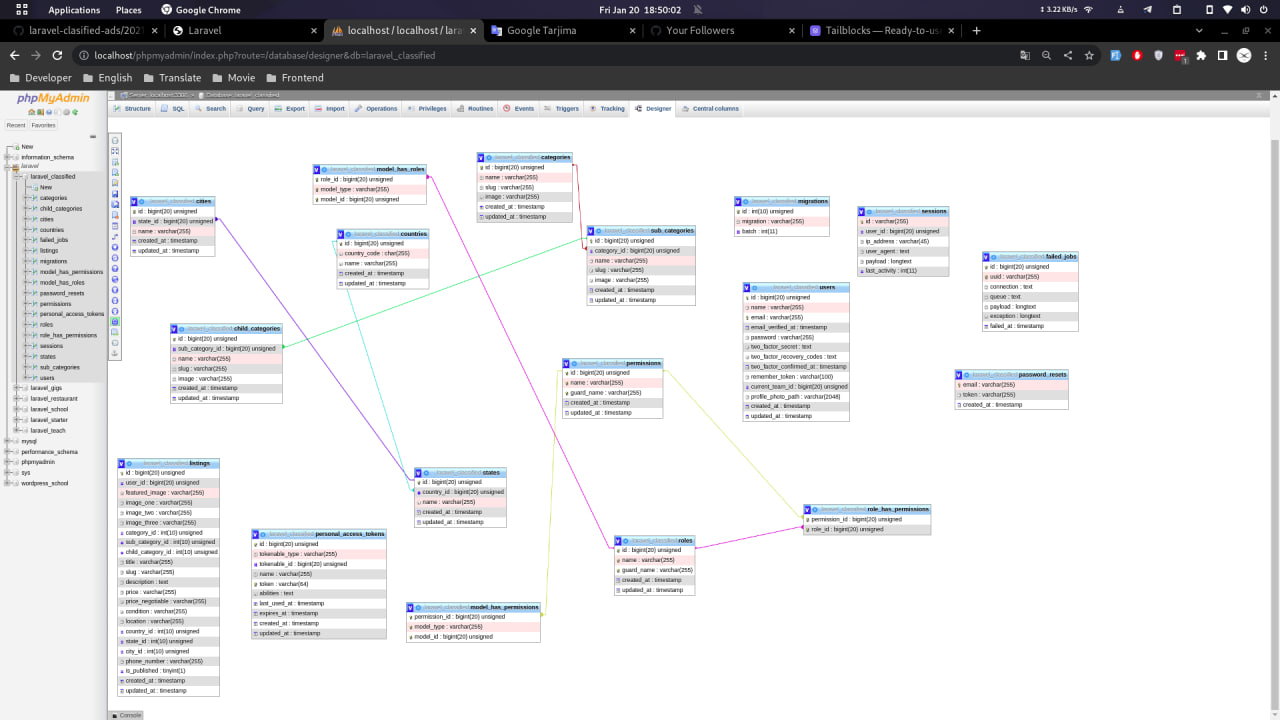 Applications Places Google Chrome Fri Jan 20 18:50:02 1.22KB/s
laravel-clasified-ads/202 Laravel localhost / localhost / lara Google Tarjima Your Followers Tailblocks — Ready-to-us
localhost/phpmyadmin/index.php?route=/database/designer&db=laravel_classified
Developer English Translate Movie Frontend
phpMyAdmin
Recent Favorites
New
information_schema
laravel
laravel_classified
New
categories
child_categories
cities
countries
failed_jobs
listings
migrations
model_has_permissions
model_has_roles
password_resets
permissions
personal_access_tokens
roles
role_has_permissions
sessions
states
sub_categories
users
laravel_gigs
laravel_restaurant
laravel_school
laravel_starter
laravel_teach
mysql
performance_schema
phpmyadmin
sys
wordpress_school
Server: localhost:3306 » Database: laravel_classified
Structure SQL Search Query Export Import Operations Privileges Routines Events Triggers Tracking Designer Central columns
laravel_classified cities
id : bigint(20) unsigned
state_id : bigint(20) unsigned
name : varchar(255)
created_at : timestamp
updated_at : timestamp
laravel_classified model_has_roles
role_id : bigint(20) unsigned
model_type : varchar(255)
model_id : bigint(20) unsigned
laravel_classified countries
id : bigint(20) unsigned
country_code : char(255)
name : varchar(255)
created_at : timestamp
updated_at : timestamp
laravel_classified categories
id : bigint(20) unsigned
name : varchar(255)
slug : varchar(255)
image : varchar(255)
created_at : timestamp
updated_at : timestamp
laravel_classified sub_categories
id : bigint(20) unsigned
category_id : bigint(20) unsigned
name : varchar(255)
slug : varchar(255)
image : varchar(255)
created_at : timestamp
updated_at : timestamp
laravel_classified migrations
id : int(10) unsigned
migration : varchar(255)
batch : int(11)
laravel_classified sessions
id : varchar(255)
user_id : bigint(20) unsigned
ip_address : varchar(45)
user_agent : text
payload : longtext
last_activity : int(11)
laravel_classified failed_jobs
id : bigint(20) unsigned
uuid : varchar(255)
connection : text
queue : text
payload : longtext
exception : longtext
failed_at : timestamp
laravel_classified users
id : bigint(20) unsigned
name : varchar(255)
email : varchar(255)
email_verified_at : timestamp
password : varchar(255)
two_factor_secret : text
two_factor_recovery_codes : text
two_factor_confirmed_at : timestamp
remember_token : varchar(100)
current_team_id : bigint(20) unsigned
profile_photo_path : varchar(2048)
created_at : timestamp
updated_at : timestamp
laravel_classified child_categories
id : bigint(20) unsigned
sub_category_id : bigint(20) unsigned
name : varchar(255)
slug : varchar(255)
image : varchar(255)
created_at : timestamp
updated_at : timestamp
laravel_classified permissions
id : bigint(20) unsigned
name : varchar(255)
guard_name : varchar(255)
created_at : timestamp
updated_at : timestamp
laravel_classified password_resets
email : varchar(255)
token : varchar(255)
created_at : timestamp
laravel_classified listings
id : bigint(20) unsigned
user_id : bigint(20) unsigned
featured_image : varchar(255)
image_one : varchar(255)
image_two : varchar(255)
image_three : varchar(255)
category_id : int(10) unsigned
sub_category_id : int(10) unsigned
child_category_id : int(10) unsigned
title : varchar(255)
slug : varchar(255)
description : text
price : varchar(255)
price_negotiable : varchar(255)
condition : varchar(255)
location : varchar(255)
country_id : int(10) unsigned
state_id : int(10) unsigned
city_id : int(10) unsigned
phone_number : varchar(255)
is_published : tinyint(1)
created_at : timestamp
updated_at : timestamp
laravel_classified states
id : bigint(20) unsigned
country_id : bigint(20) unsigned
name : varchar(255)
created_at : timestamp
updated_at : timestamp
laravel_classified personal_access_tokens
id : bigint(20) unsigned
tokenable_type : varchar(255)
tokenable_id : bigint(20) unsigned
name : varchar(255)
token : varchar(64)
abilities : text
last_used_at : timestamp
expires_at : timestamp
created_at : timestamp
updated_at : timestamp
laravel_classified role_has_permissions
permission_id : bigint(20) unsigned
role_id : bigint(20) unsigned
laravel_classified roles
id : bigint(20) unsigned
name : varchar(255)
guard_name : varchar(255)
created_at : timestamp
updated_at : timestamp
laravel_classified model_has_permissions
permission_id : bigint(20) unsigned
model_type : varchar(255)
model_id : bigint(20) unsigned
Console